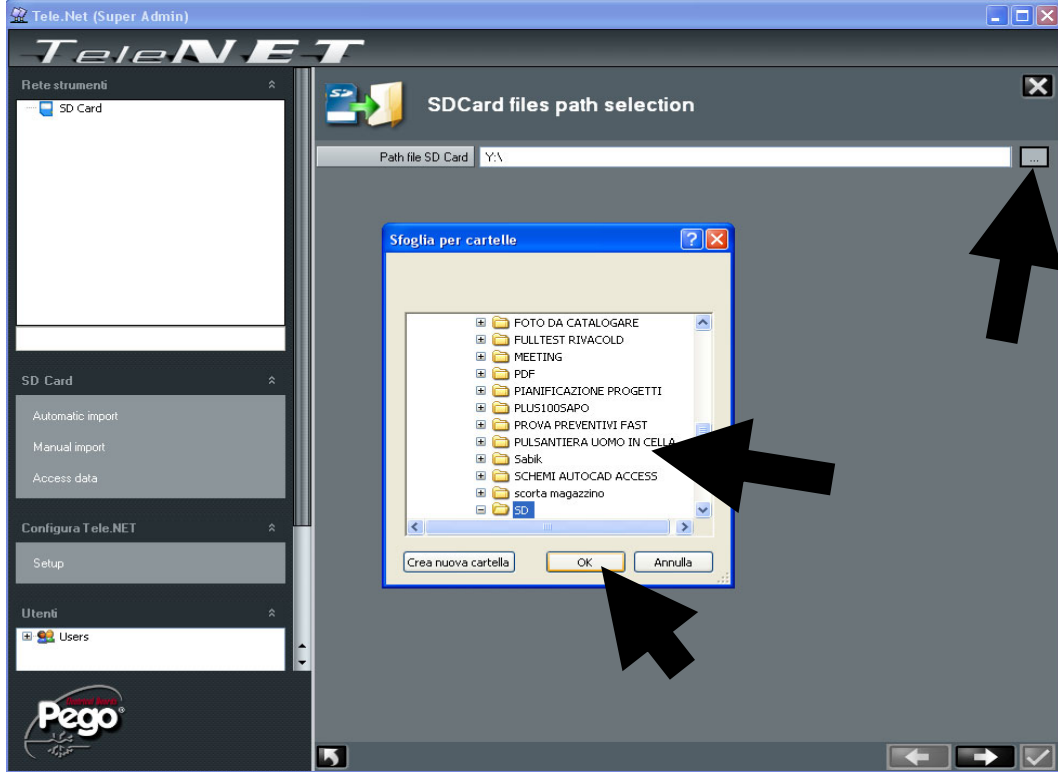 Tele.Net (Super Admin)
TeleNET
Rete strumenti
SD Card
SD Card
Automatic import
Manual import
Access data
Configura Tele.NET
Setup
Utenti
Users
Pego
SD
SDCard files path selection
Path file SD Card Y:\ ...
Sfoglia per cartelle
FOTO DA CATALOGARE
FULLTEST RIVACOLD
MEETING
PDF
PIANIFICAZIONE PROGETTI
PLUS100SAPO
PROVA PREVENTIVI FAST
PULSANTIERA UOMO IN CELLA
Sabik
SCHEMI AUTOCAD ACCESS
scorta magazzino
SD
Crea nuova cartella OK Annulla